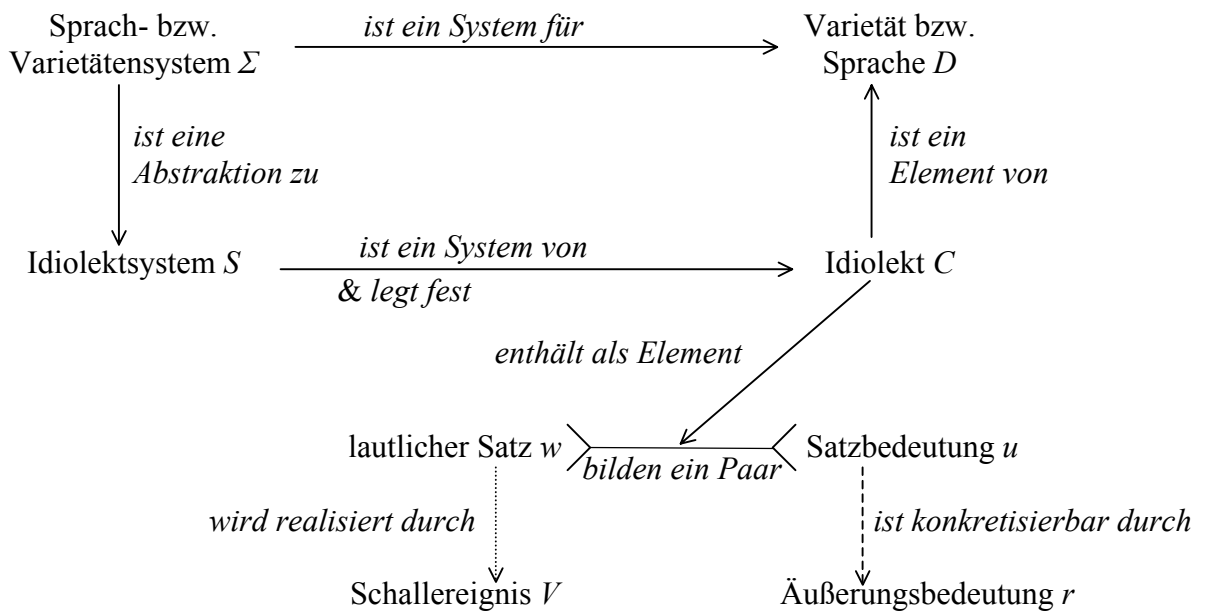 Sprach- bzw.
Varietätensystem Σ
ist ein System für
Varietät bzw.
Sprache D
ist eine
Abstraktion zu
ist ein
Element von
Idiolektsystem S
ist ein System von
& legt fest
Idiolekt C
enthält als Element
lautlicher Satz w
bilden ein Paar
Satzbedeutung u
wird realisiert durch
ist konkretisierbar durch
Schallereignis V
Äußerungsbedeutung r